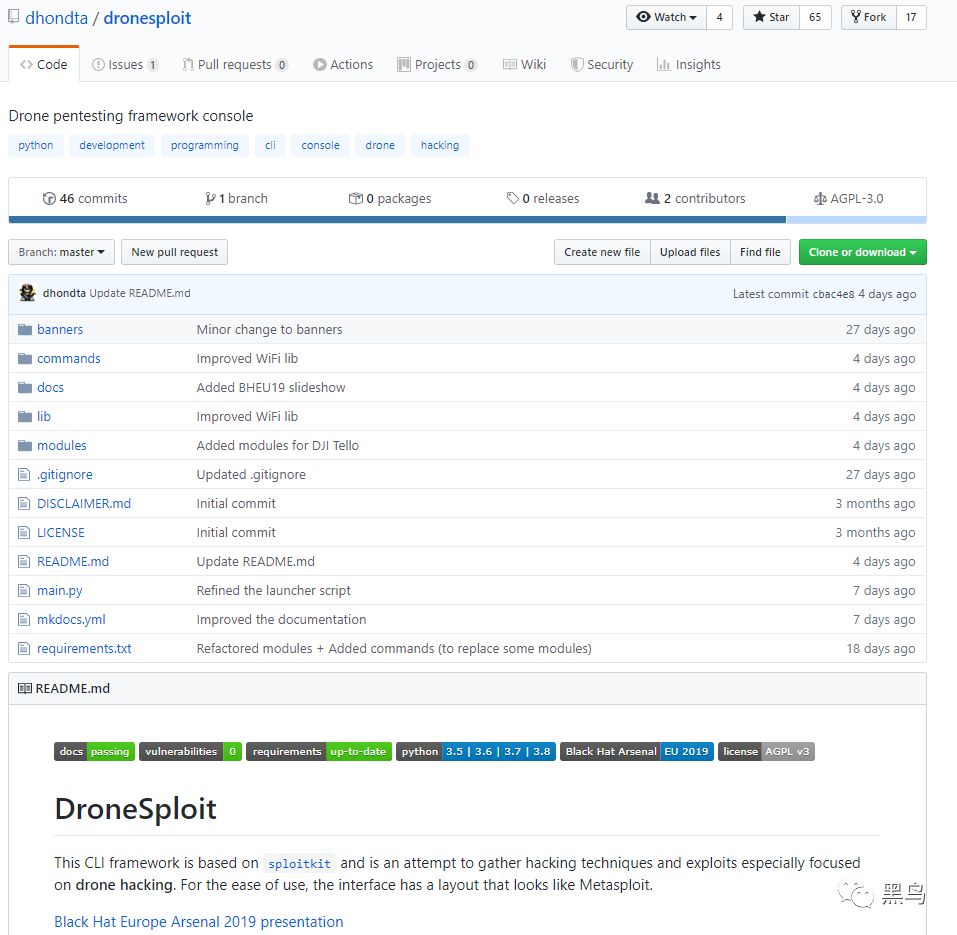 dhondta / dronesploit
Watch 4 Star 65 Fork 17
Code Issues 1 Pull requests 0 Actions Projects 0 Wiki Security Insights
Drone pentesting framework console
python development programming cli console drone hacking
46 commits 1 branch 0 packages 0 releases 2 contributors AGPL-3.0
Branch: master New pull request Create new file Upload files Find file Clone or download
dhondta Update README.md Latest commit cbac4e8 4 days ago
banners Minor change to banners 27 days ago
commands Improved WiFi lib 4 days ago
docs Added BHEU19 slideshow 4 days ago
lib Improved WiFi lib 4 days ago
modules Added modules for DJI Tello 4 days ago
.gitignore Updated .gitignore 27 days ago
DISCLAIMER.md Initial commit 3 months ago
LICENSE Initial commit 3 months ago
README.md Update README.md 4 days ago
main.py Refined the launcher script 7 days ago
mkdocs.yml Improved the documentation 7 days ago
requirements.txt Refactored modules + Added commands (to replace some modules) 18 days ago
README.md
docs passing vulnerabilities 0 requirements up-to-date python 3.5 | 3.6 | 3.7 | 3.8 Black Hat Arsenal EU 2019 license AGPL v3
DroneSploit
This CLI framework is based on sploitkit and is an attempt to gather hacking techniques and exploits especially focused
on drone hacking. For the ease of use, the interface has a layout that looks like Metasploit.
黑鸟
Black Hat Europe Arsenal 2019 presentation